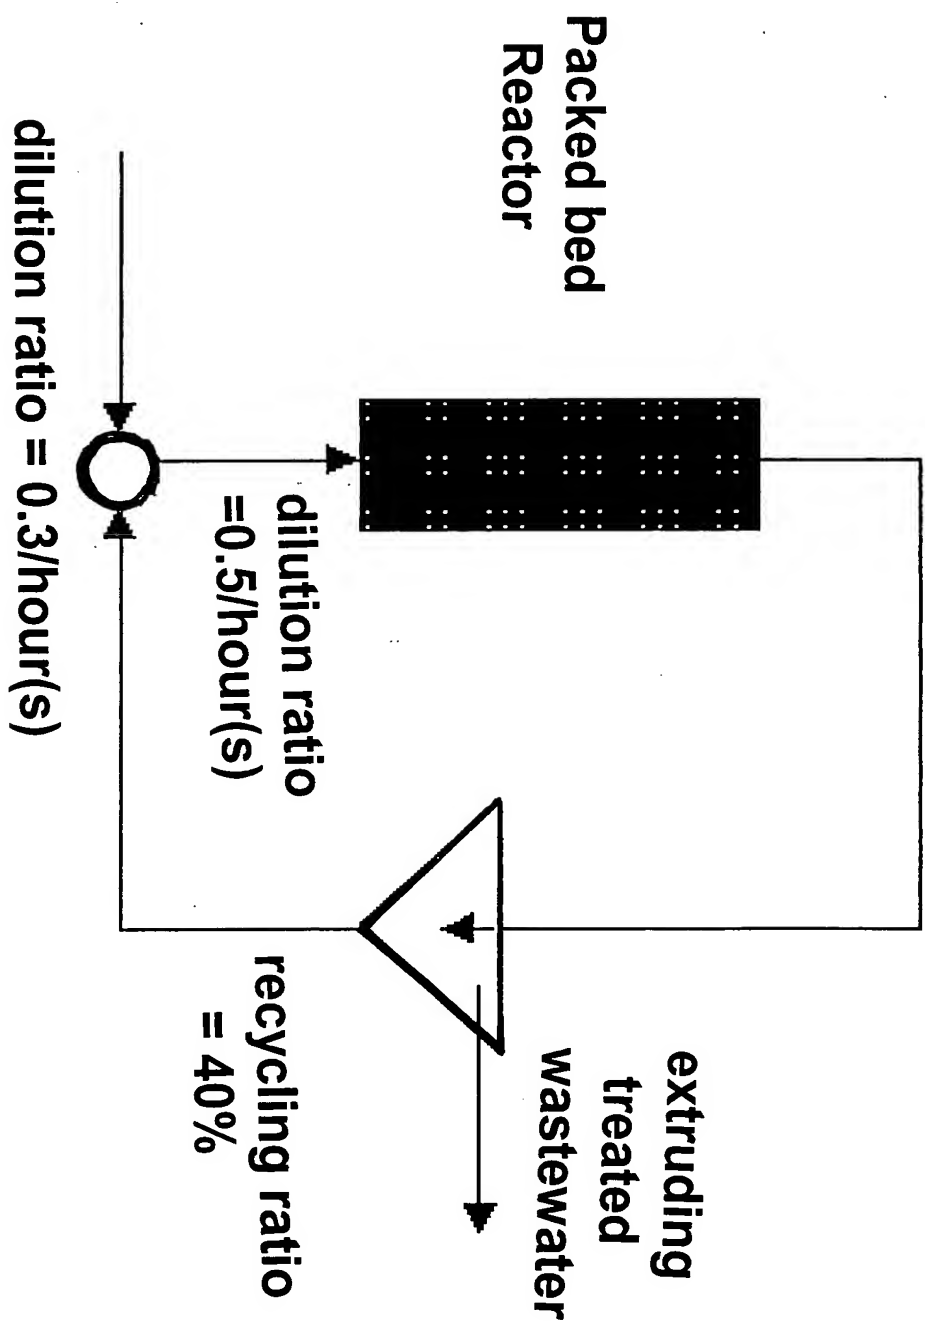 Packed bed
Reactor
dilution ratio = 0.3/hour(s)
dilution ratio
=0.5/hour(s)
recycling ratio
= 40%
extruding
treated
wastewater